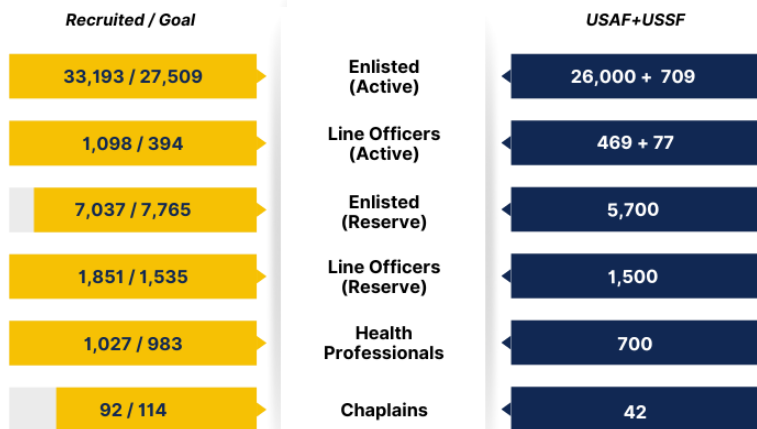 Recruited / Goal
USAF+USSF
33,193 / 27,509
Enlisted
(Active)
26,000 + 709
1,098 / 394
Line Officers
(Active)
469 + 77
7,037 / 7,765
Enlisted
(Reserve)
5,700
1,851 / 1,535
Line Officers
(Reserve)
1,500
1,027 / 983
Health
Professionals
700
92 / 114
Chaplains
42